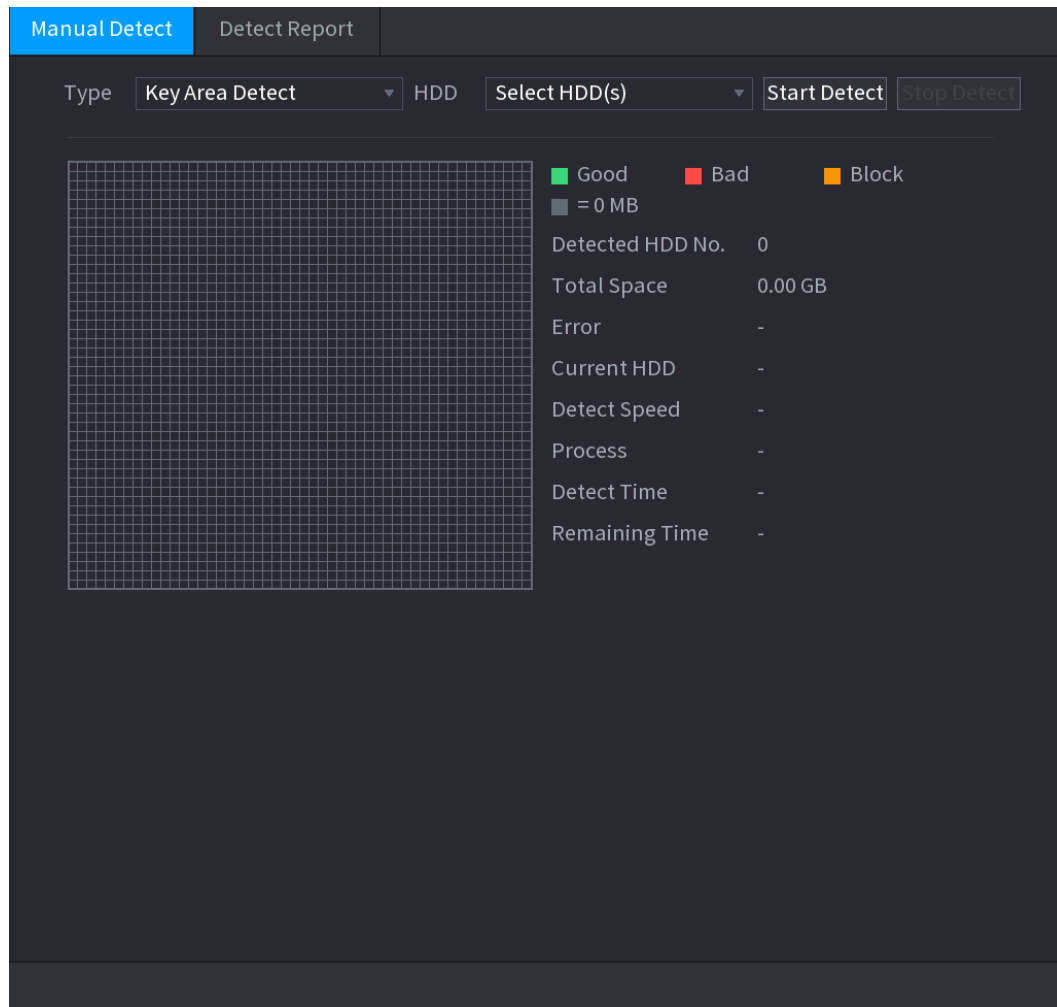 Manual Detect Detect Report
Type Key Area Detect HDD Select HDD(s) Start Detect Stop Detect
Good Bad Block
= 0 MB
Detected HDD No. 0
Total Space 0.00 GB
Error -
Current HDD -
Detect Speed -
Process -
Detect Time -
Remaining Time -